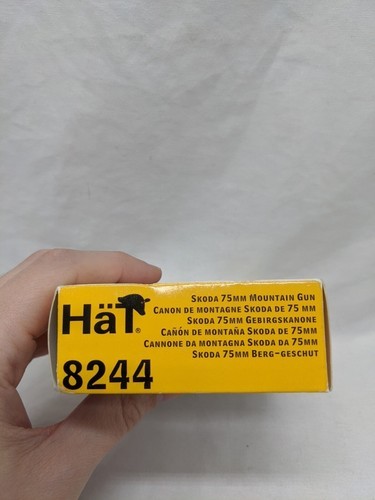 HäT®
8244
Skoda 75mm Mountain Gun
Canon de montagne Skoda de 75 mm
Skoda 75mm Gebirgskanone
Cañón de montaña Skoda de 75mm
Cannone da montagna Skoda da 75mm
Skoda 75mm Berg-geschut